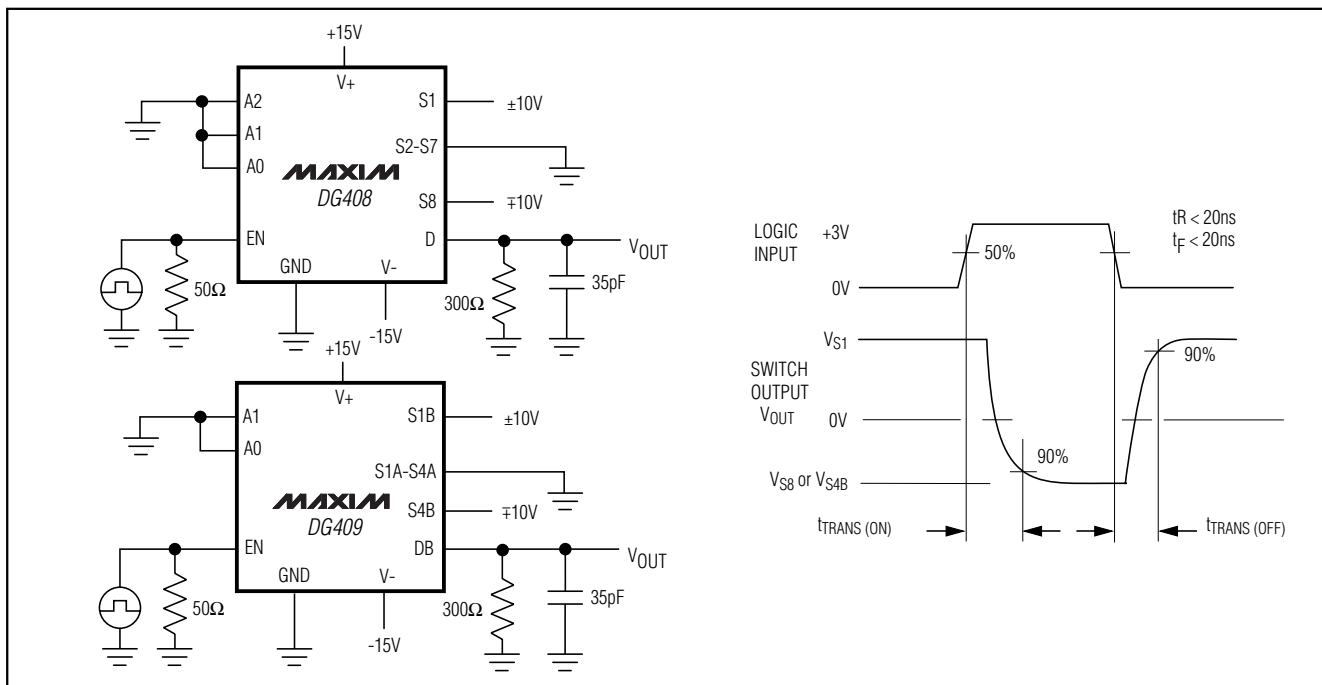 +15V
V+
A2
A1
A0
S1
±10V
S2-S7
MAXIM
DG408
S8
∓10V
EN
D
VOUT
GND
V-
50Ω
300Ω
35pF
-15V
+15V
V+
A1
A0
S1B
±10V
S1A-S4A
MAXIM
DG409
S4B
∓10V
EN
DB
VOUT
GND
V-
50Ω
300Ω
35pF
-15V
LOGIC
INPUT
+3V
50%
0V
tR < 20ns
tF < 20ns
VS1
90%
SWITCH
OUTPUT
VOUT
0V
90%
VS8 or VS4B
tTRANS (ON)
tTRANS (OFF)